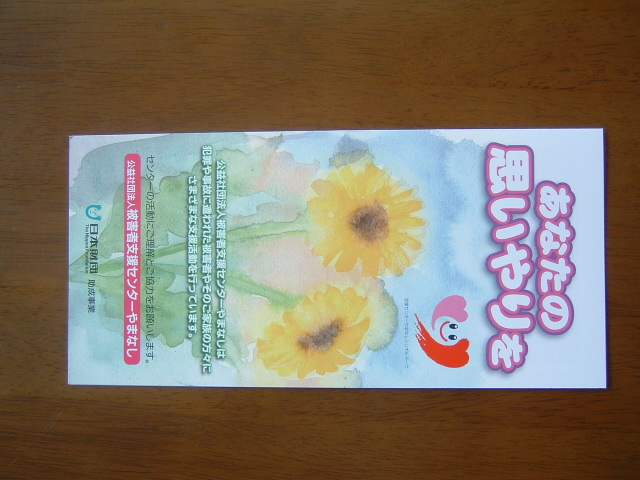 あなたの
思いやりを
公益社団法人被害者支援センターやまなしは
犯罪や事故に遭われた被害者やそのご家族の方々に
さまざまな支援活動を行っています。
センターの活動にご理解とご協力をお願いします。
公益社団法人 被害者支援センターやまなし
日本財団 助成事業
The Nippon Foundation